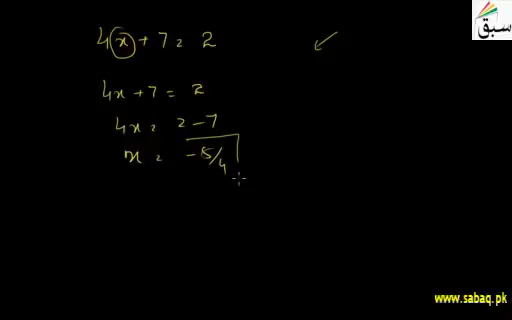 سبق
4x + 7 = 2
4x + 7 = 2
4x = 2 - 7
x = -5/4
www.sabaq.pk